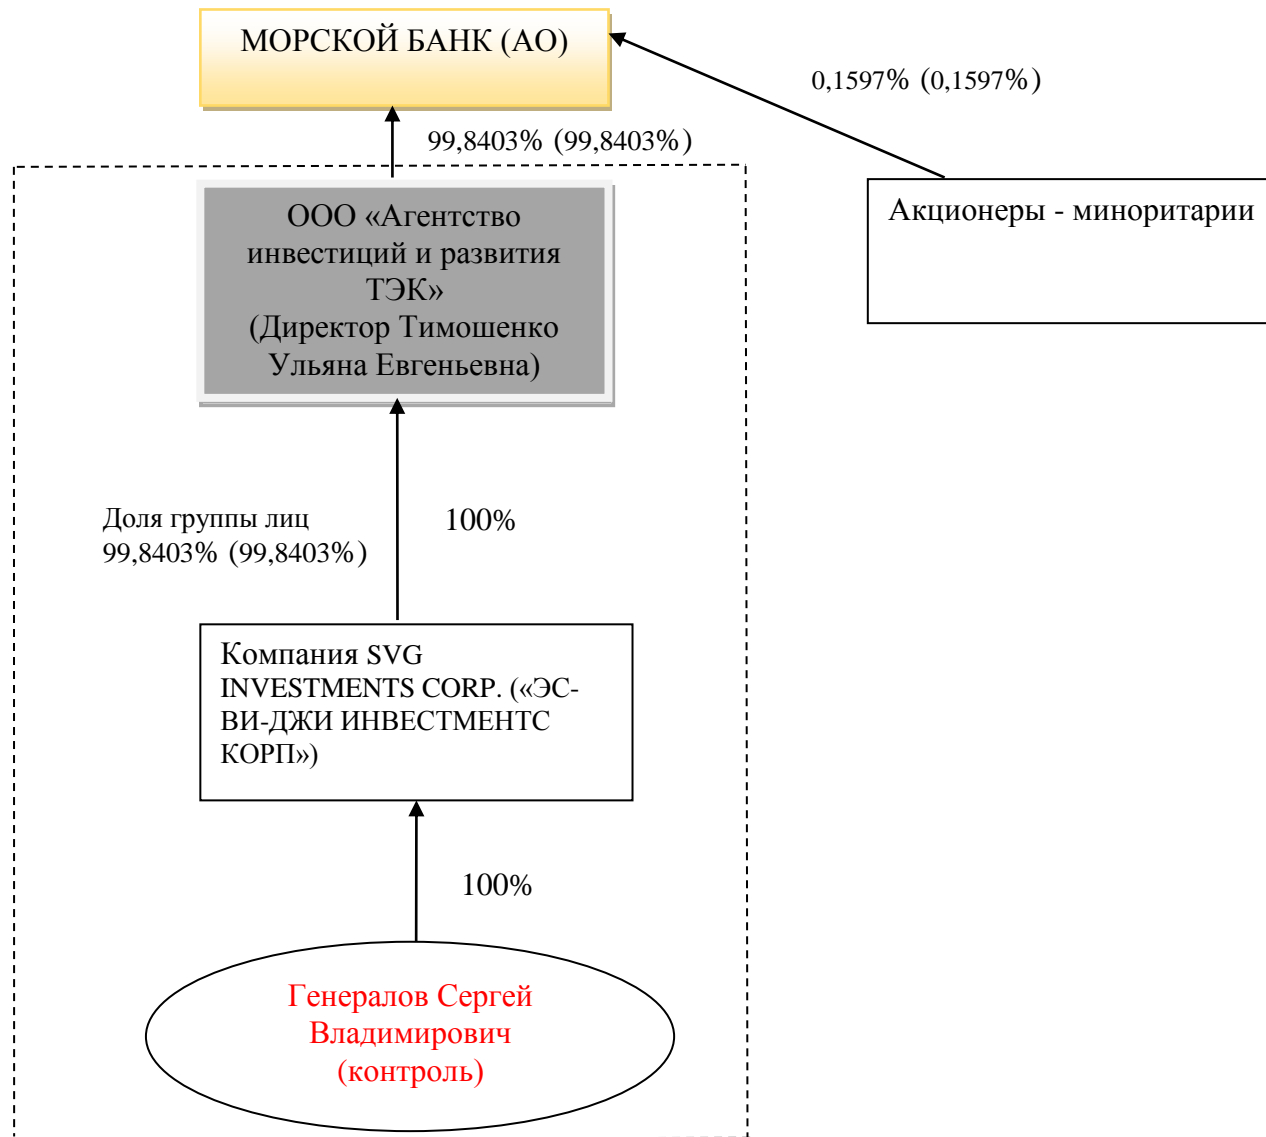 МОРСКОЙ БАНК (АО)
0,1597% (0,1597%)
99,8403% (99,8403%)
ООО «Агентство
инвестиций и развития
ТЭК»
(Директор Тимошенко
Ульяна Евгеньевна)
Акционеры - миноритарии
Доля группы лиц
99,8403% (99,8403%)
100%
Компания SVG
INVESTMENTS CORP. («ЭС-
ВИ-ДЖИ ИНВЕСТМЕНТС
КОРП»)
100%
Генералов Сергей
Владимирович
(контроль)